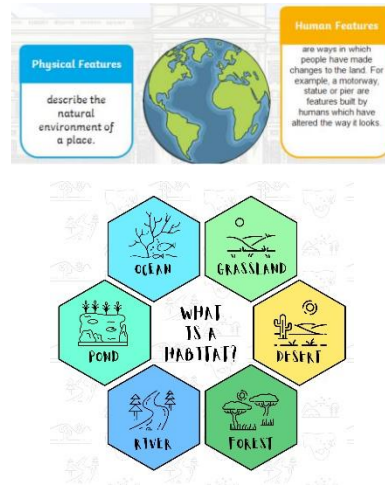 Physical Features
describe the
natural
environment of
a place.
Human Features
are ways in which
people have made
changes to the land. For
example, a motorway,
statue or pier are
features built by
humans which have
altered the way it looks.
OCEAN
GRASSLAND
POND
WHAT
IS A
HABITAT?
DESERT
RIVER
FOREST